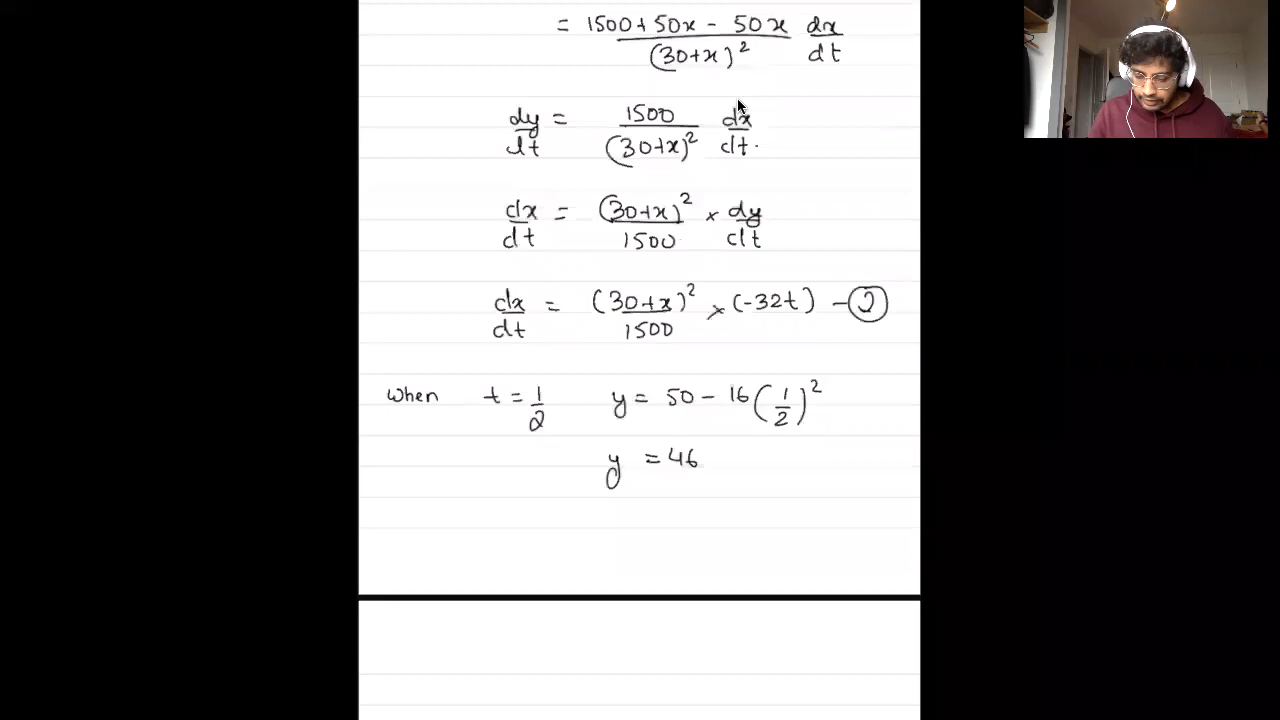 = 1500+50x - 50x/(30+x)² dx/dt
dy/dt = 1500/(30+x)² dx/dt.
dx/dt = (30+x)²/1500 × dy/dt
dx/dt = (30+x)²/1500 × (-32t) - ②
When t = 1/2 y = 50 - 16(1/2)²
y = 46